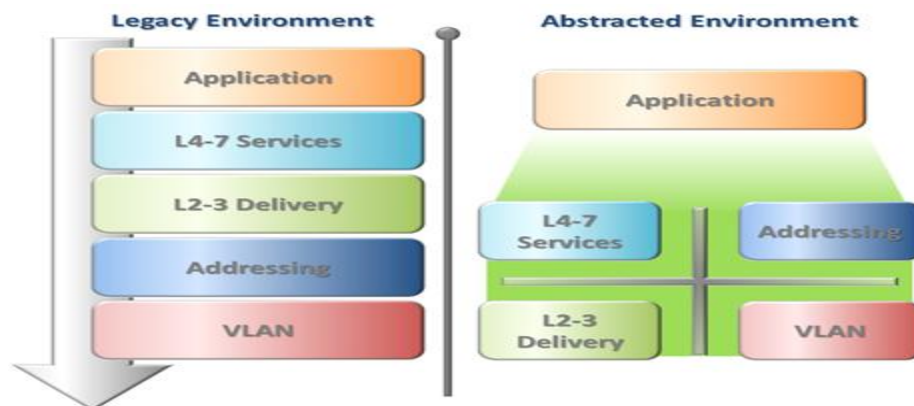 Legacy Environment
Application
L4-7 Services
L2-3 Delivery
Addressing
VLAN
Abstracted Environment
Application
L4-7
Services
Addressing
L2-3
Delivery
VLAN